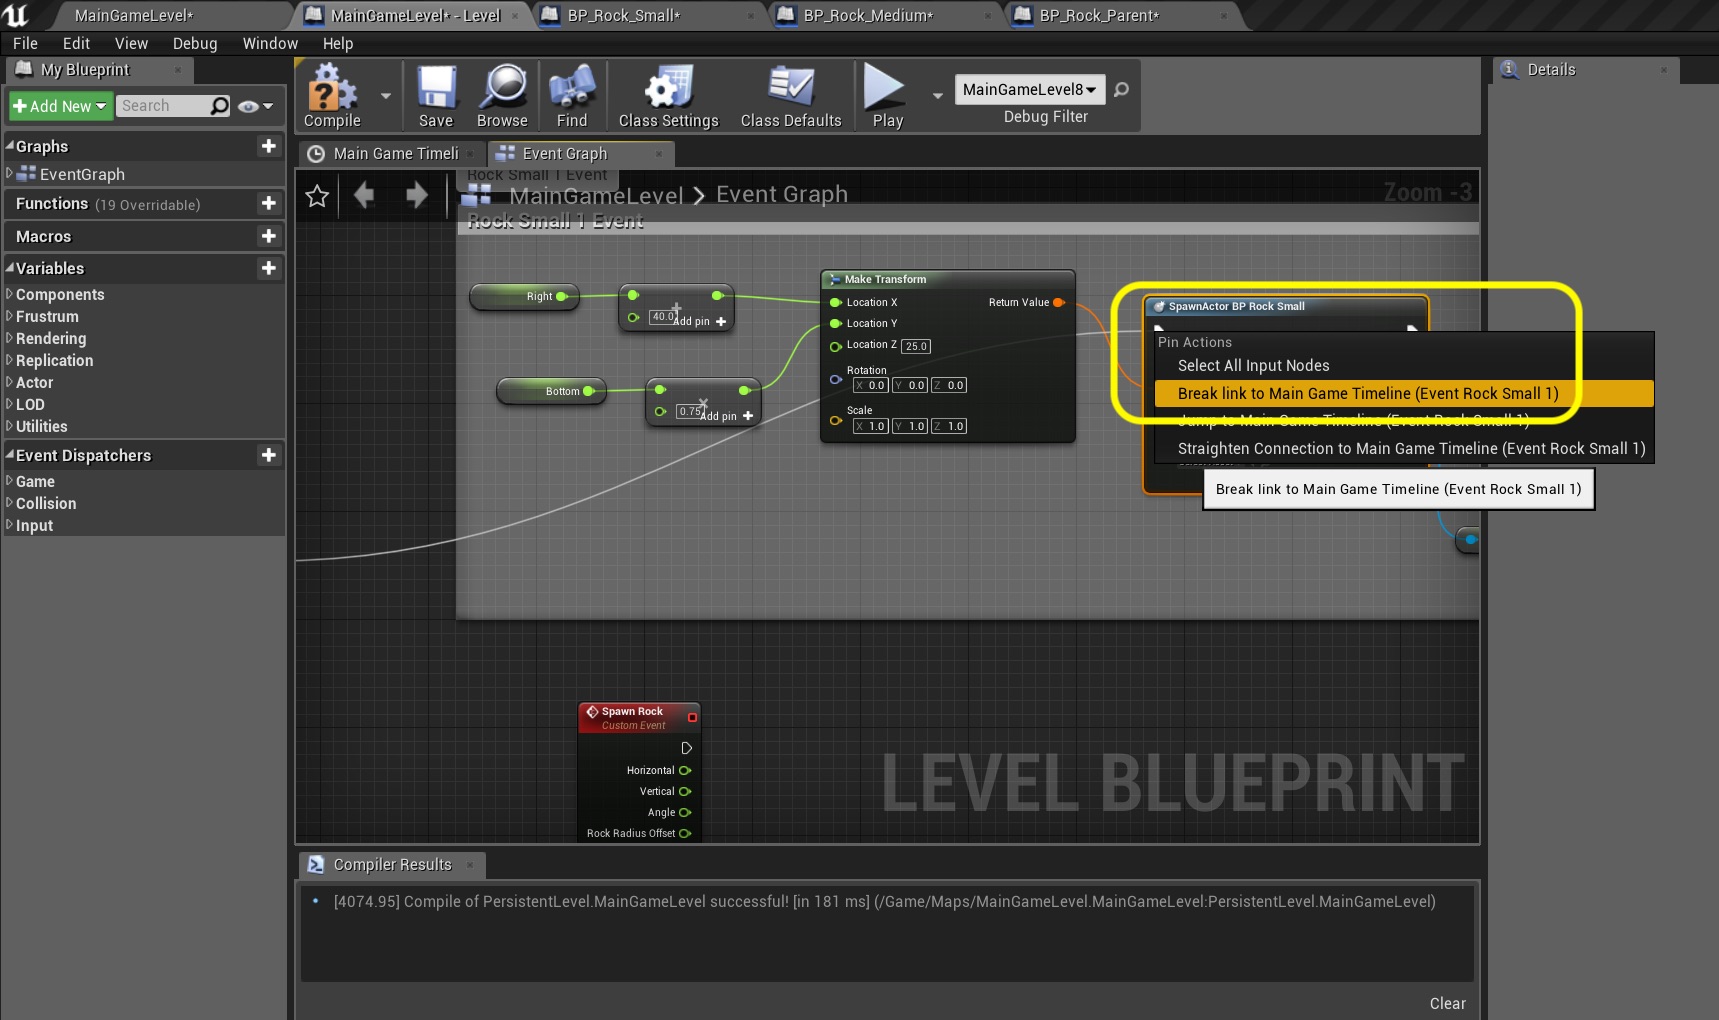 MainGameLevel*
MainGameLevel* - Level
BP_Rock_Small*
BP_Rock_Medium*
BP_Rock_Parent*
File Edit View Debug Window Help
My Blueprint
Details
Add New
Search
Compile
Save
Browse
Find
Class Settings
Class Defaults
Play
MainGameLevel8
Debug Filter
Graphs
EventGraph
Functions (19 Overridable)
Macros
Variables
Components
Frustrum
Rendering
Replication
Actor
LOD
Utilities
Event Dispatchers
Game
Collision
Input
Main Game Timeli
Event Graph
Rock Small 1 Event
MainGameLevel > Event Graph
Zoom -3
Rock Small 1 Event
Right
40.0
Add pin
Bottom
0.75
Add pin
Make Transform
Location X
Return Value
Location Y
Location Z 25.0
Rotation
X 0.0 Y 0.0 Z 0.0
Scale
X 1.0 Y 1.0 Z 1.0
SpawnActor BP Rock Small
Pin Actions
Select All Input Nodes
Break link to Main Game Timeline (Event Rock Small 1)
Jump to Main Game Timeline (Event Rock Small 1)
Straighten Connection to Main Game Timeline (Event Rock Small 1)
Break link to Main Game Timeline (Event Rock Small 1)
Spawn Rock
Custom Event
Horizontal
Vertical
Angle
Rock Radius Offset
LEVEL BLUEPRINT
Compiler Results
[4074.95] Compile of PersistentLevel.MainGameLevel successful! [in 181 ms] (/Game/Maps/MainGameLevel.MainGameLevel:PersistentLevel.MainGameLevel)
Clear